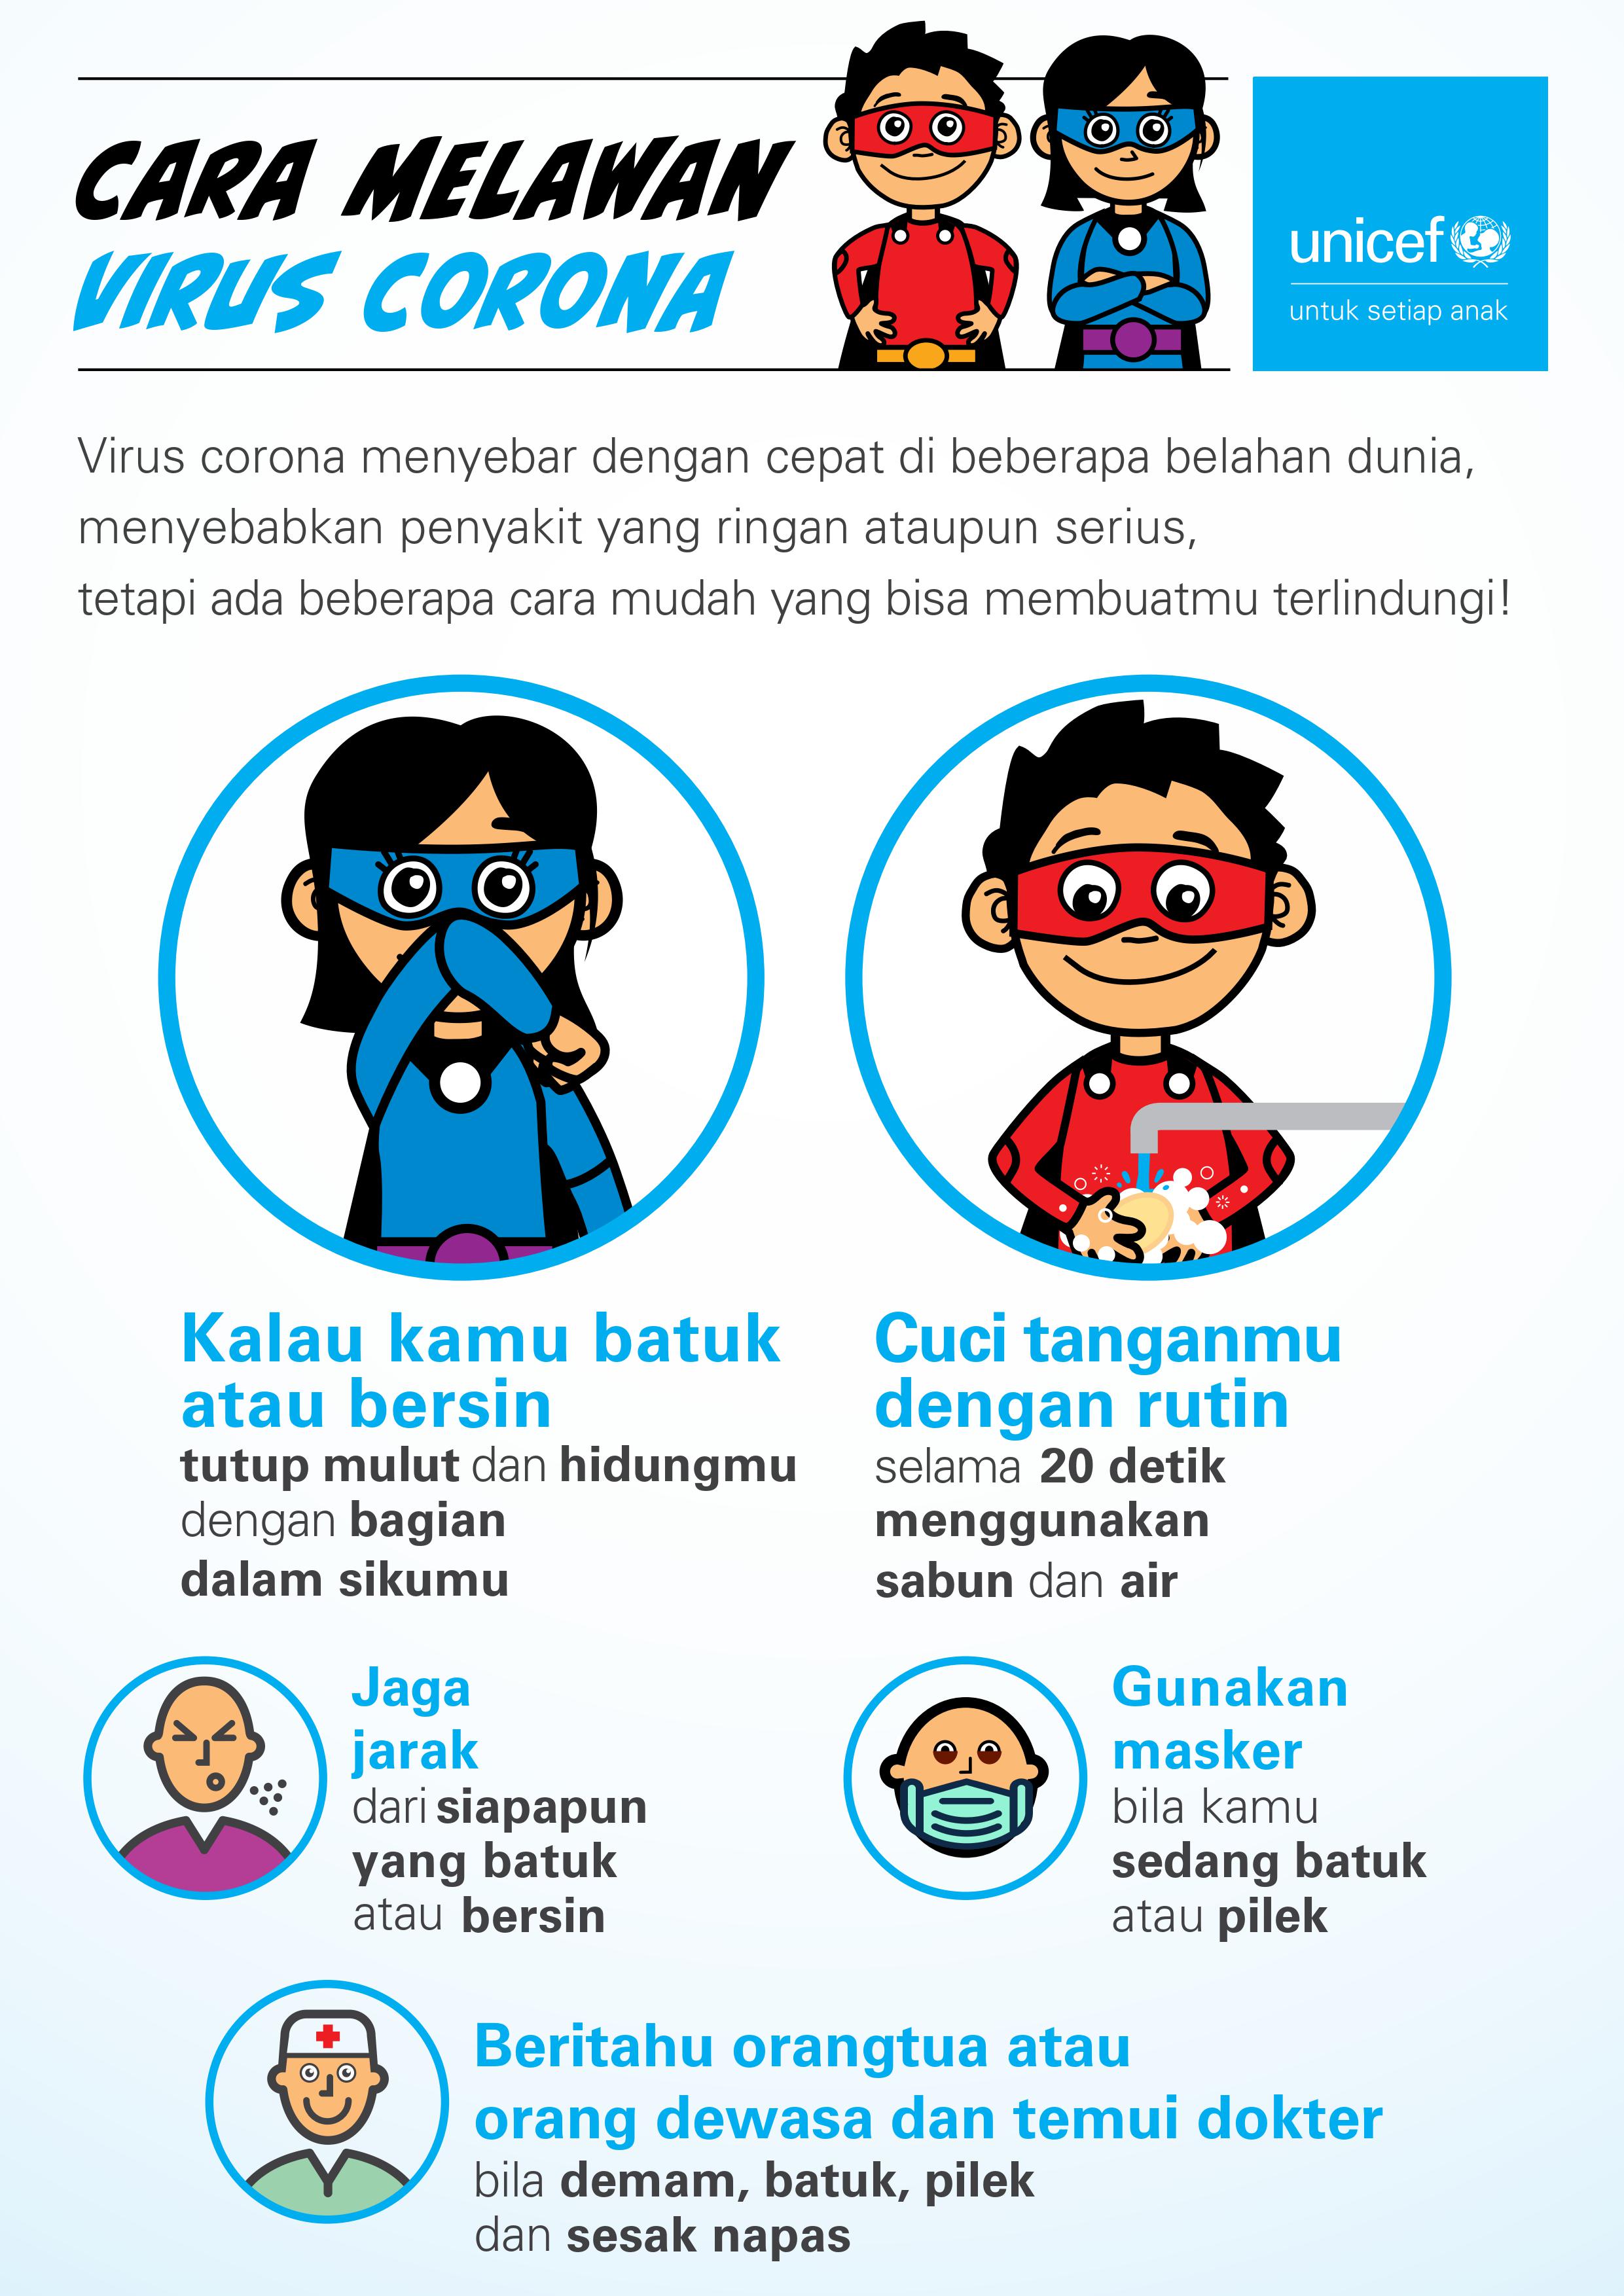 CARA MELAWAN
VIRUS CORONA
unicef
untuk setiap anak
Virus corona menyebar dengan cepat di beberapa belahan dunia,
menyebabkan penyakit yang ringan ataupun serius,
tetapi ada beberapa cara mudah yang bisa membuatmu terlindungi!
Kalau kamu batuk
atau bersin
tutup mulut dan hidungmu
dengan bagian
dalam sikumu
Cuci tanganmu
dengan rutin
selama 20 detik
menggunakan
sabun dan air
Jaga
jarak
dari siapapun
yang batuk
atau bersin
Gunakan
masker
bila kamu
sedang batuk
atau pilek
Beritahu orangtua atau
orang dewasa dan temui dokter
bila demam, batuk, pilek
dan sesak napas